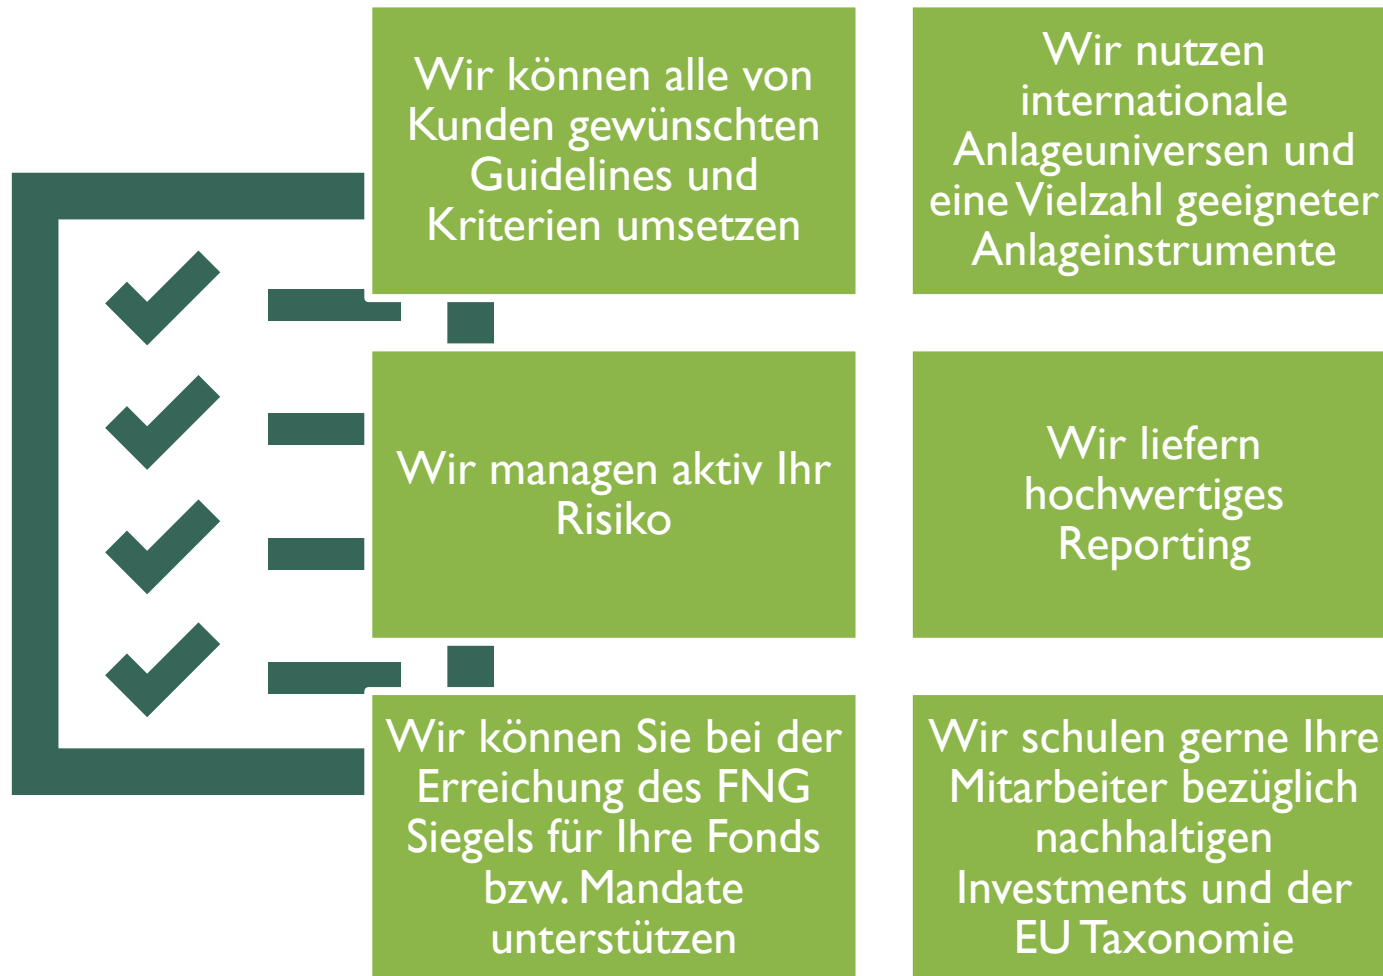 Wir können alle von
Kunden gewünschten
Guidelines und
Kriterien umsetzen
Wir nutzen
internationale
Anlageuniversen und
eine Vielzahl geeigneter
Anlageinstrumente
Wir managen aktiv Ihr
Risiko
Wir liefern
hochwertiges
Reporting
Wir können Sie bei der
Erreichung des FNG
Siegels für Ihre Fonds
bzw. Mandate
unterstützen
Wir schulen gerne Ihre
Mitarbeiter bezüglich
nachhaltigen
Investments und der
EU Taxonomie